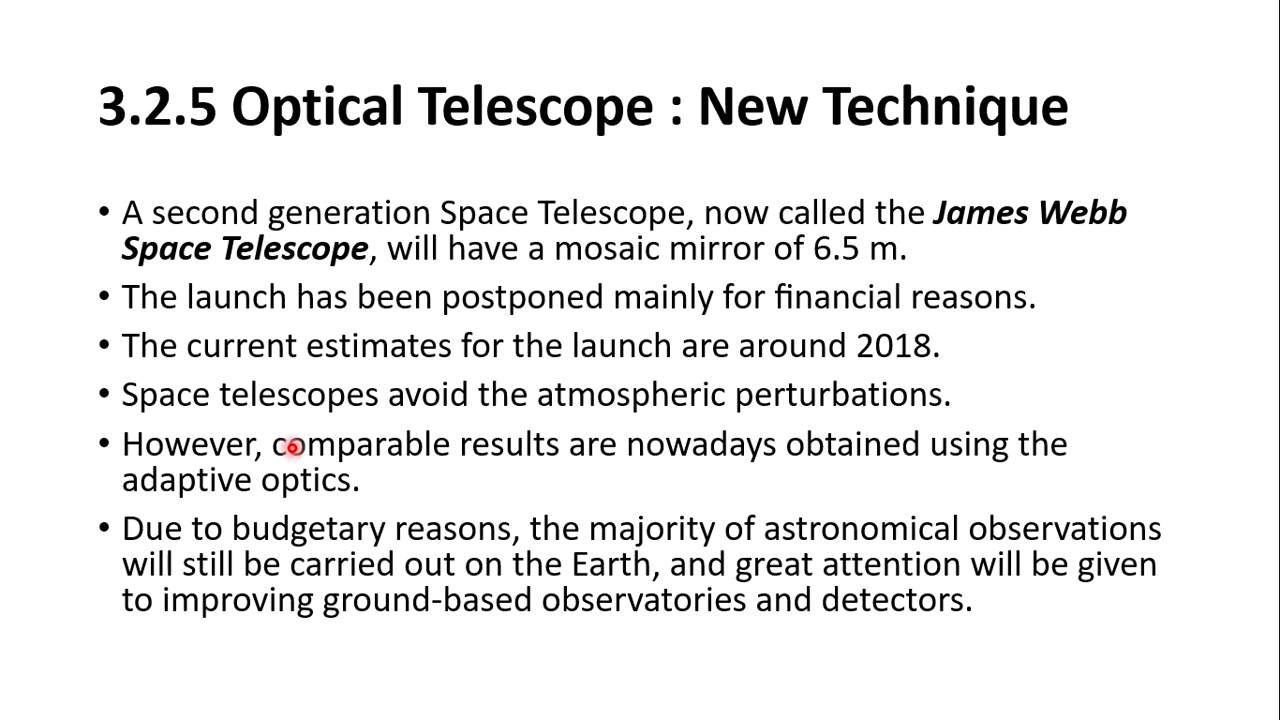 3.2.5 Optical Telescope : New Technique
• A second generation Space Telescope, now called the James Webb
Space Telescope, will have a mosaic mirror of 6.5 m.
• The launch has been postponed mainly for financial reasons.
• The current estimates for the launch are around 2018.
• Space telescopes avoid the atmospheric perturbations.
• However, comparable results are nowadays obtained using the
adaptive optics.
• Due to budgetary reasons, the majority of astronomical observations
will still be carried out on the Earth, and great attention will be given
to improving ground-based observatories and detectors.